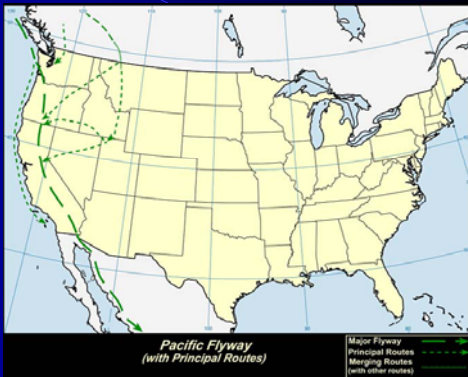 Pacific Flyway
(with Principal Routes)
Major Flyway
Principal Routes
Merging Routes
(with other routes)